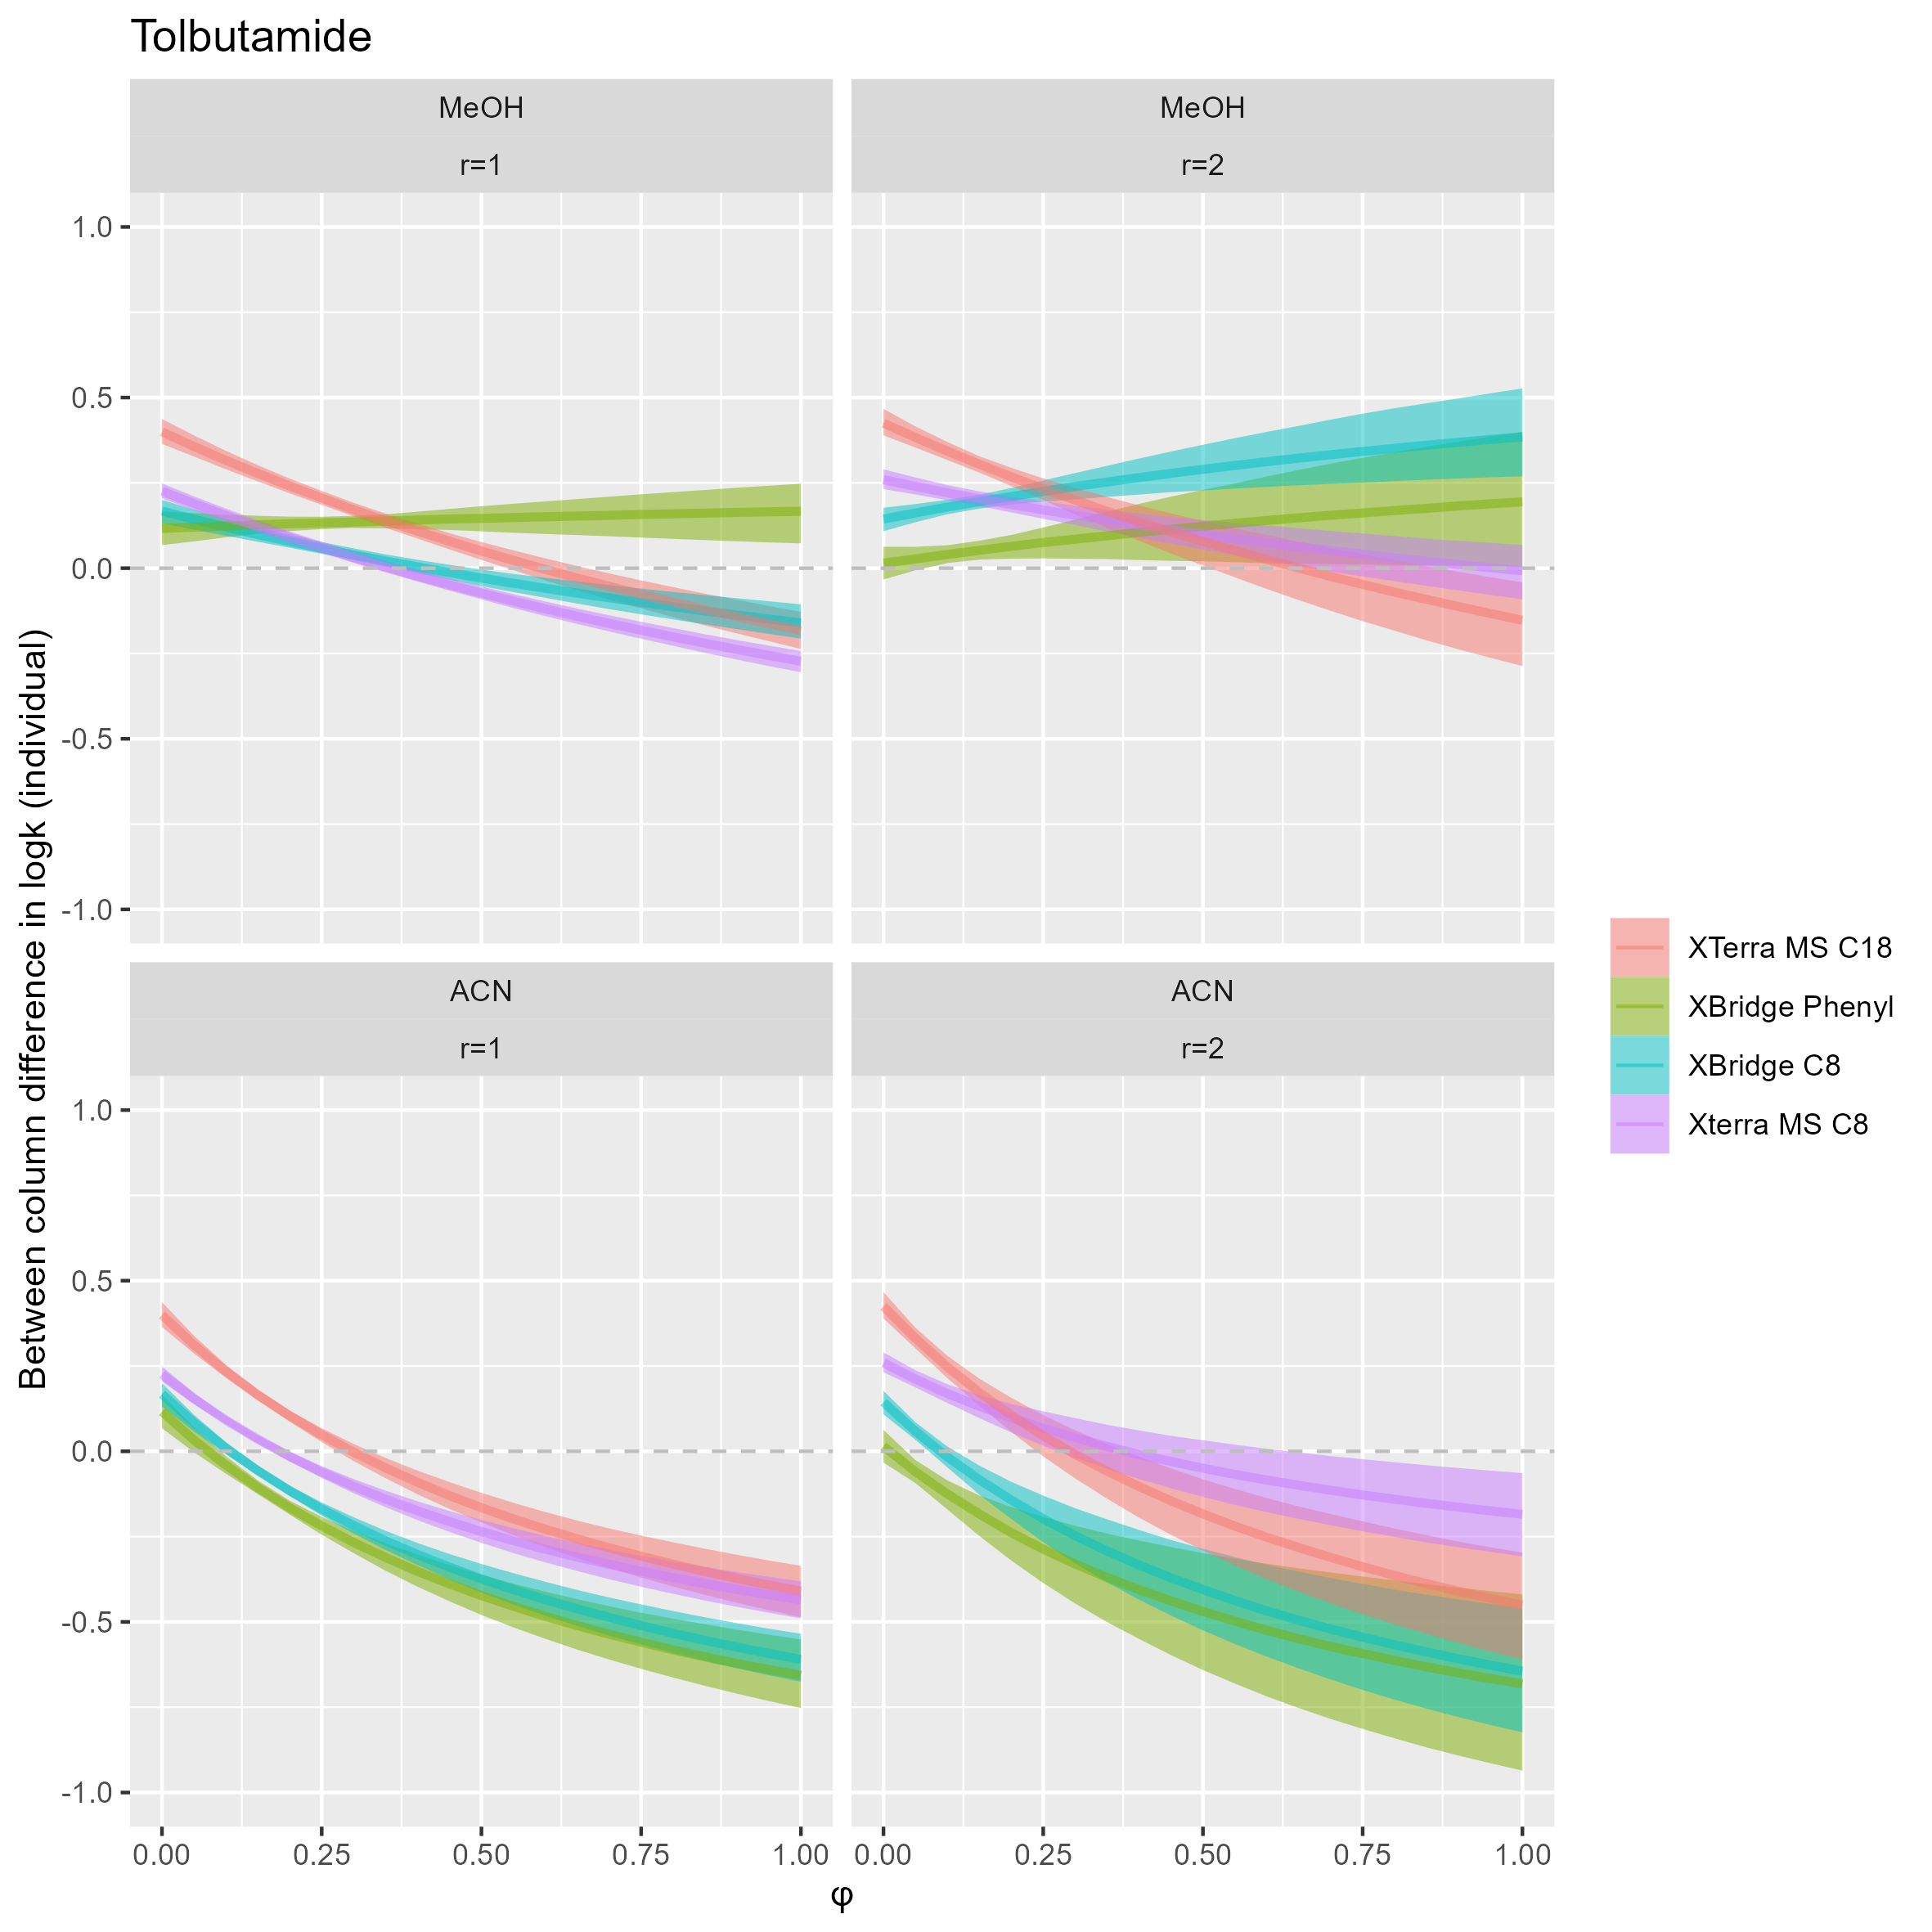 Tolbutamide
MeOH
MeOH
r=1
r=2
1.0
0.5
0.0
-0.5
-1.0
ACN
ACN
r=1
r=2
1.0
0.5
0.0
-0.5
-1.0
0.00 0.25 0.50 0.75 1.00
0.00 0.25 0.50 0.75 1.00
φ
Between column difference in logk (individual)
XTerra MS C18
XBridge Phenyl
XBridge C8
Xterra MS C8